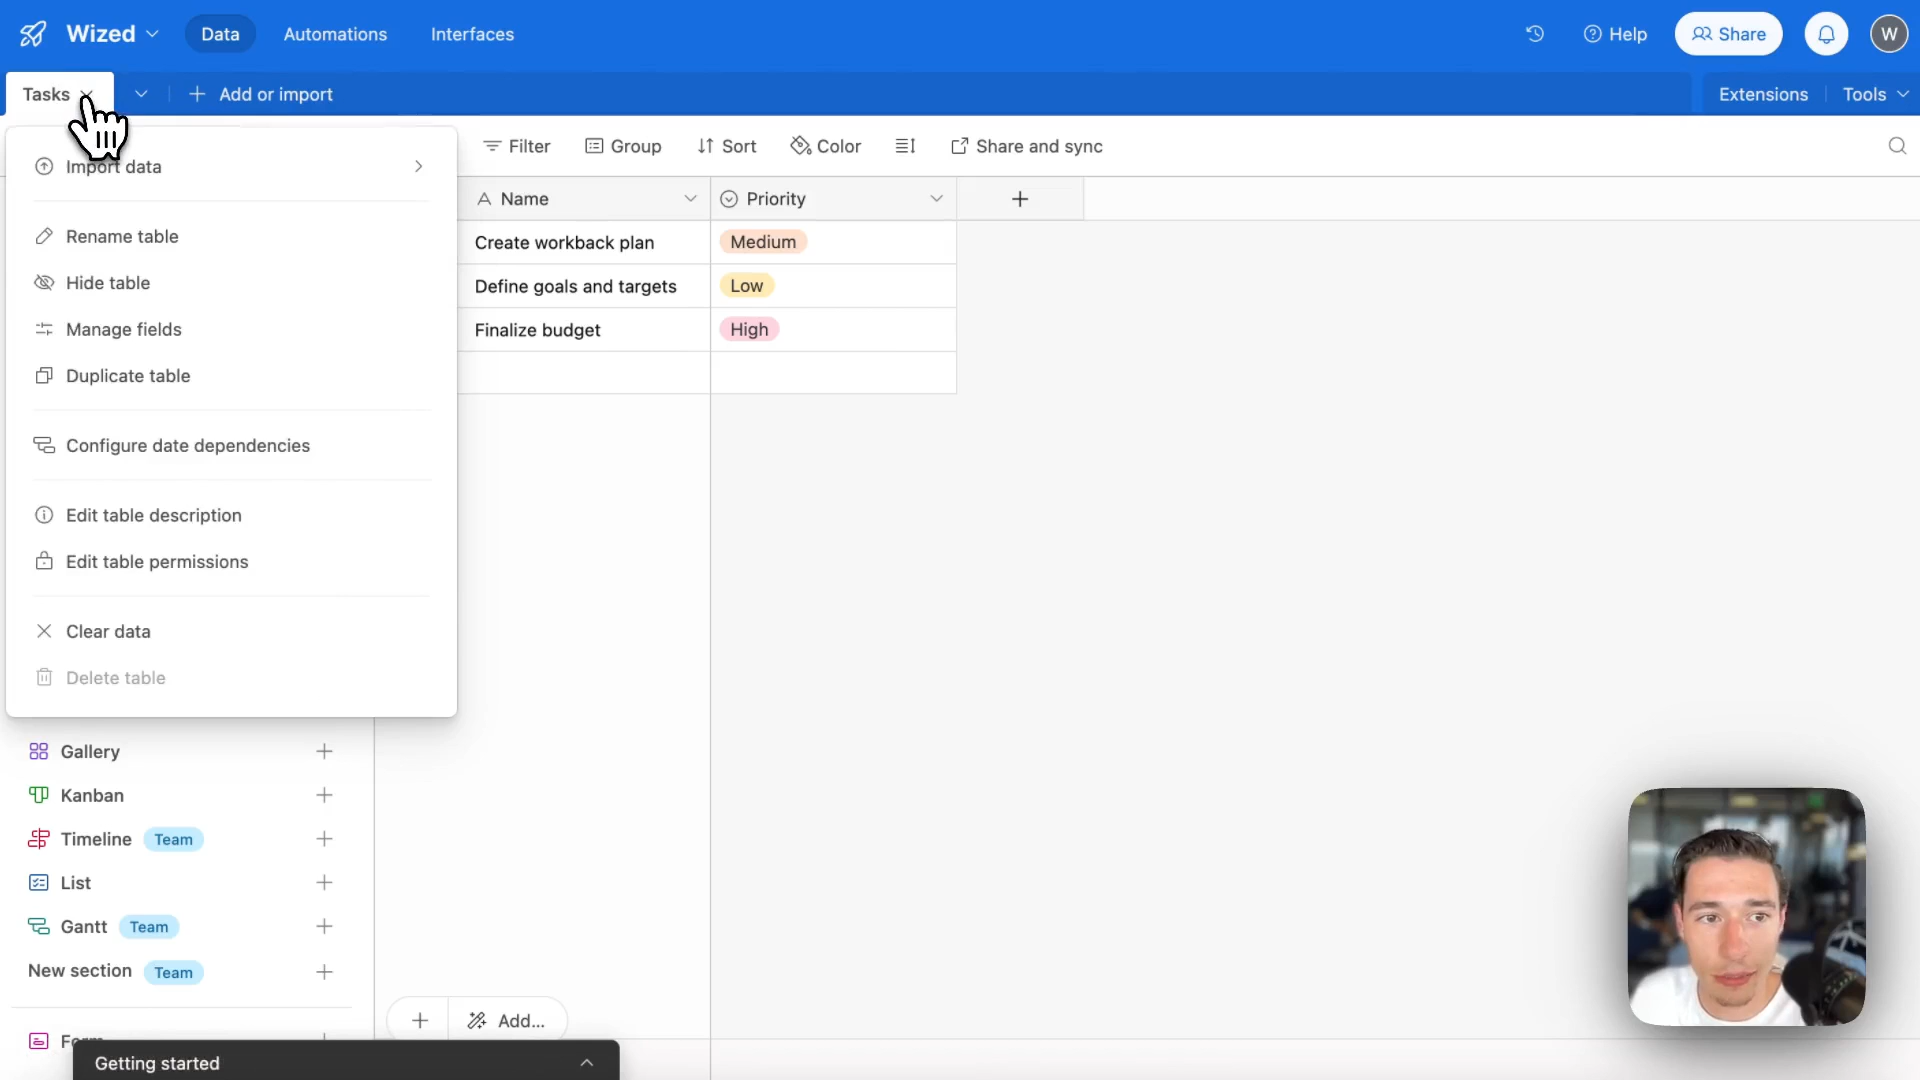 Wized
Data
Automations
Interfaces
Help
Share
W
Tasks
Add or import
Extensions
Tools
Import data
Filter
Group
Sort
Color
Share and sync
Rename table
Hide table
Manage fields
Duplicate table
Configure date dependencies
Edit table description
Edit table permissions
Clear data
Delete table
Name
Priority
Create workback plan
Medium
Define goals and targets
Low
Finalize budget
High
Gallery
Kanban
Timeline Team
List
Gantt Team
New section Team
Form
Add...
Getting started